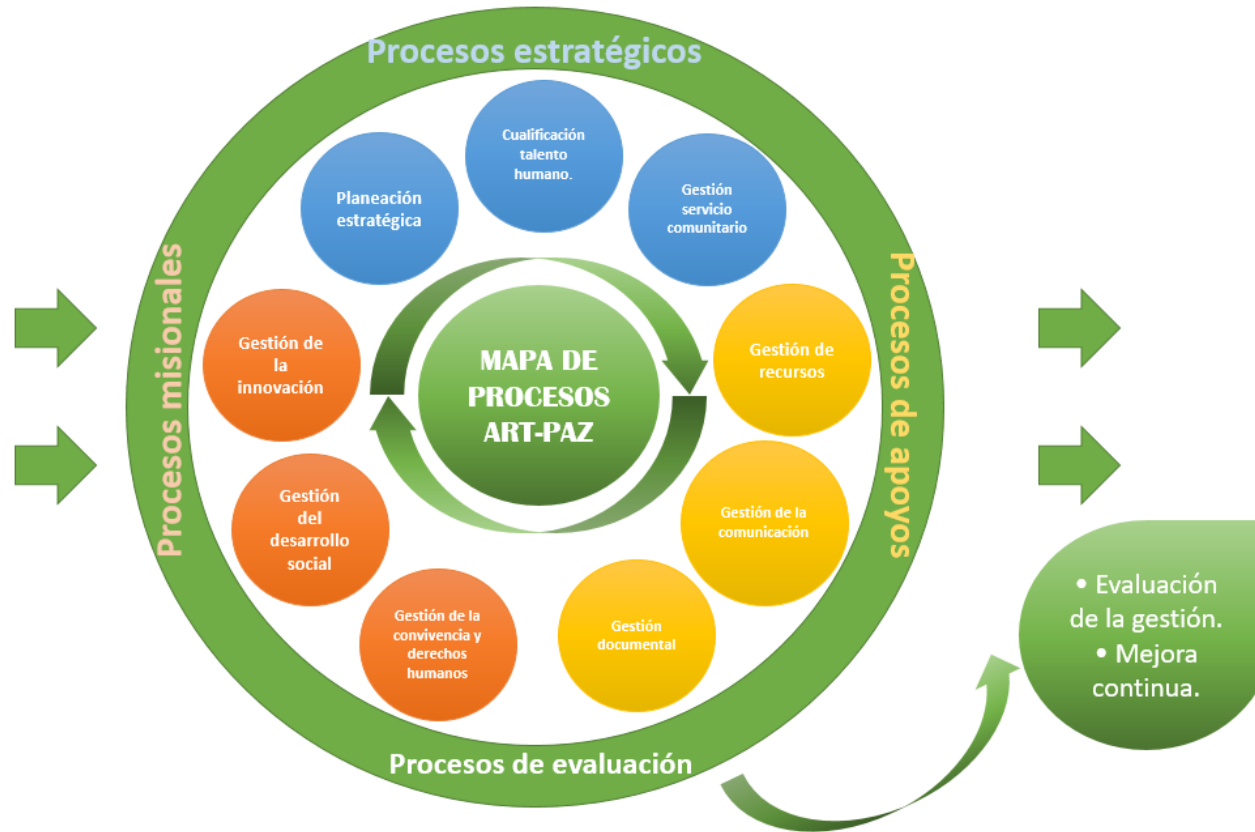 Procesos estratégicos
Cualificación
talento
humano.
Planeación
estratégica
Gestión
servicio
comunitario
Procesos misionales
Procesos de apoyos
Gestión de
la
innovación
MAPA DE
PROCESOS
ART-PAZ
Gestión de
recursos
Gestión
del
desarrollo
social
Gestión de la
comunicación
Gestión de la
convivencia y
derechos
humanos
Gestión
documental
Procesos de evaluación
• Evaluación
de la gestión.
• Mejora
continua.